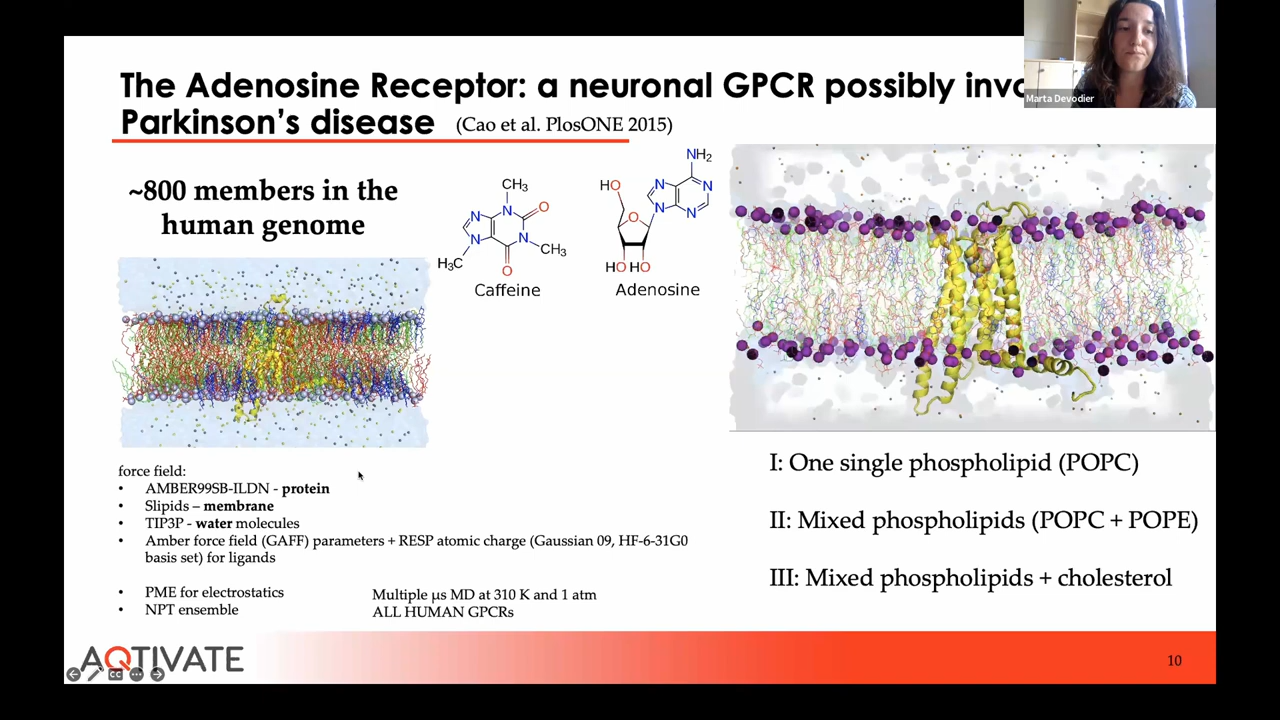 The Adenosine Receptor: a neuronal GPCR possibly
Parkinson's disease (Cao et al. PlosONE 2015)
Marta Devodier
~800 members in the
human genome
CH₃
N
O
N
N
N
CH₃
H₃C
O
Caffeine
NH₂
HO
N
N
N
N
O
HO HO
Adenosine
force field:
• AMBER99SB-ILDN - protein
• Slipids – membrane
• TIP3P - water molecules
• Amber force field (GAFF) parameters + RESP atomic charge (Gaussian 09, HF-6-31G0
basis set) for ligands
• PME for electrostatics
• NPT ensemble
Multiple μs MD at 310 K and 1 atm
ALL HUMAN GPCRs
I: One single phospholipid (POPC)
II: Mixed phospholipids (POPC + POPE)
III: Mixed phospholipids + cholesterol
AQTIVATE
CC
10